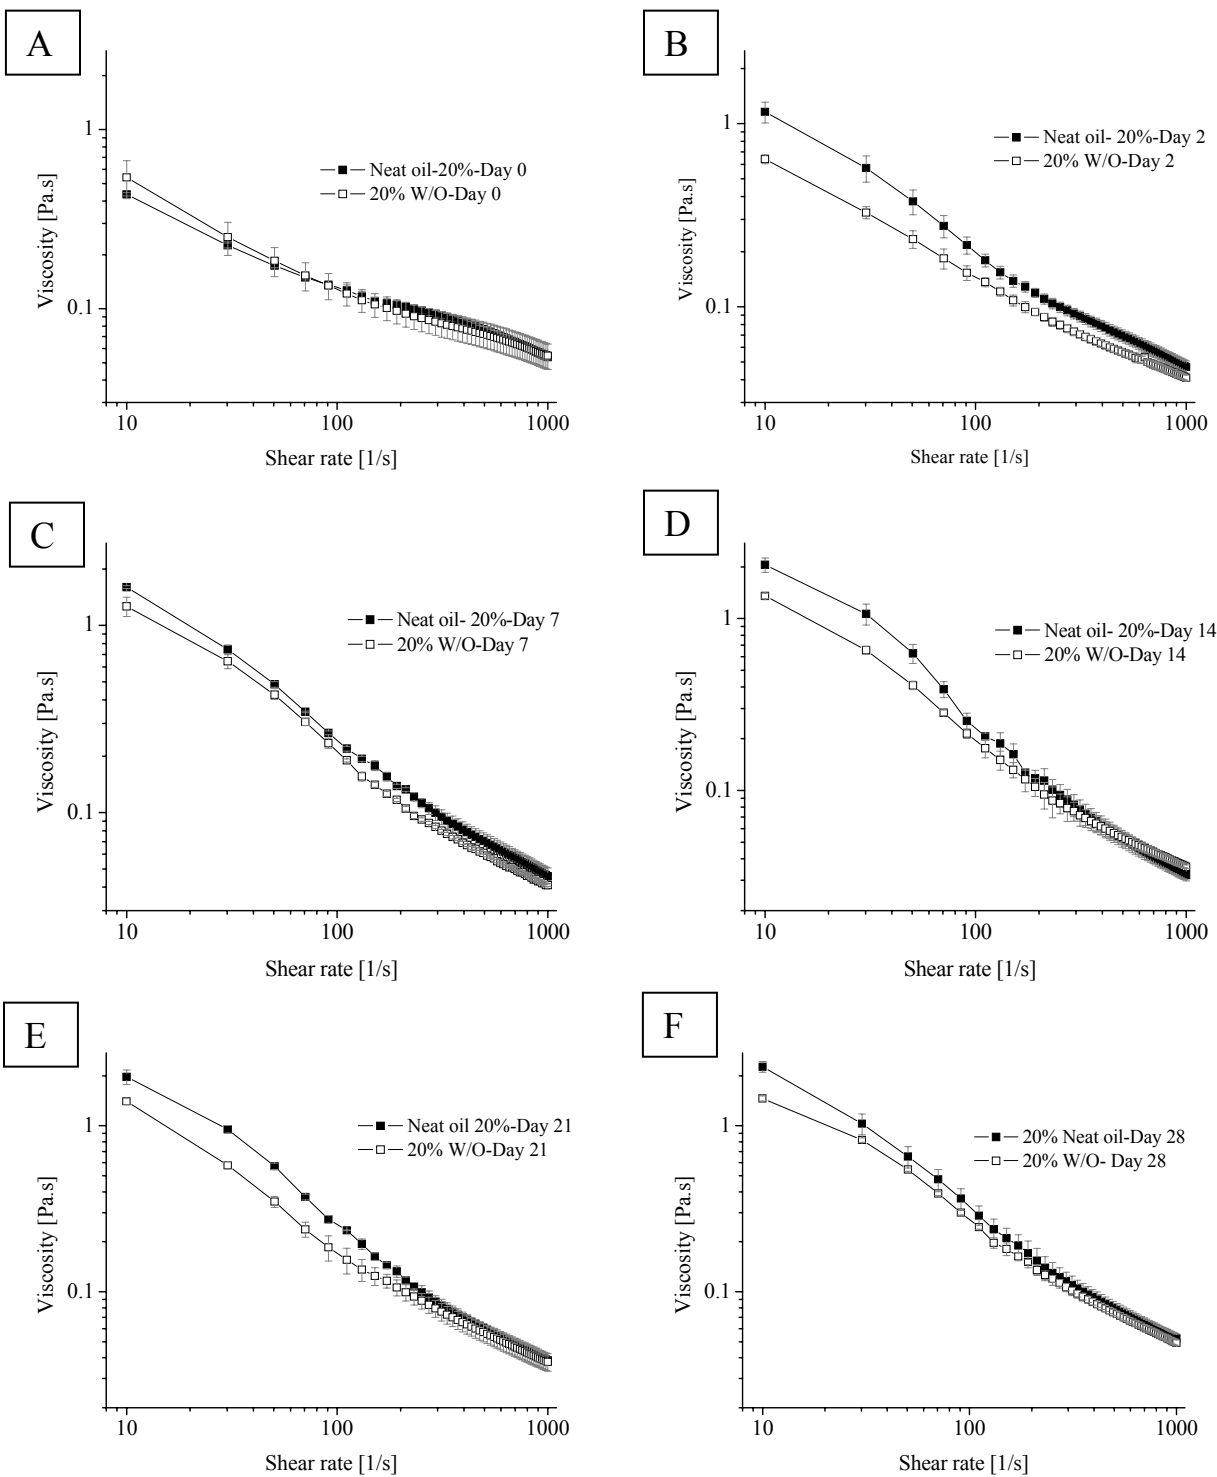 A
Viscosity [Pa.s]
1
0.1
Neat oil-20%-Day 0
20% W/O-Day 0
10
100
1000
Shear rate [1/s]
B
Viscosity [Pa.s]
1
0.1
Neat oil- 20%-Day 2
20% W/O-Day 2
10
100
1000
Shear rate [1/s]
C
Viscosity [Pa.s]
1
0.1
Neat oil- 20%-Day 7
20% W/O-Day 7
10
100
1000
Shear rate [1/s]
D
Viscosity [Pa.s]
1
0.1
Neat oil- 20%-Day 14
20% W/O-Day 14
10
100
1000
Shear rate [1/s]
E
Viscosity [Pa.s]
1
0.1
Neat oil 20%-Day 21
20% W/O-Day 21
10
100
1000
Shear rate [1/s]
F
Viscosity [Pa.s]
1
0.1
20% Neat oil-Day 28
20% W/O- Day 28
10
100
1000
Shear rate [1/s]